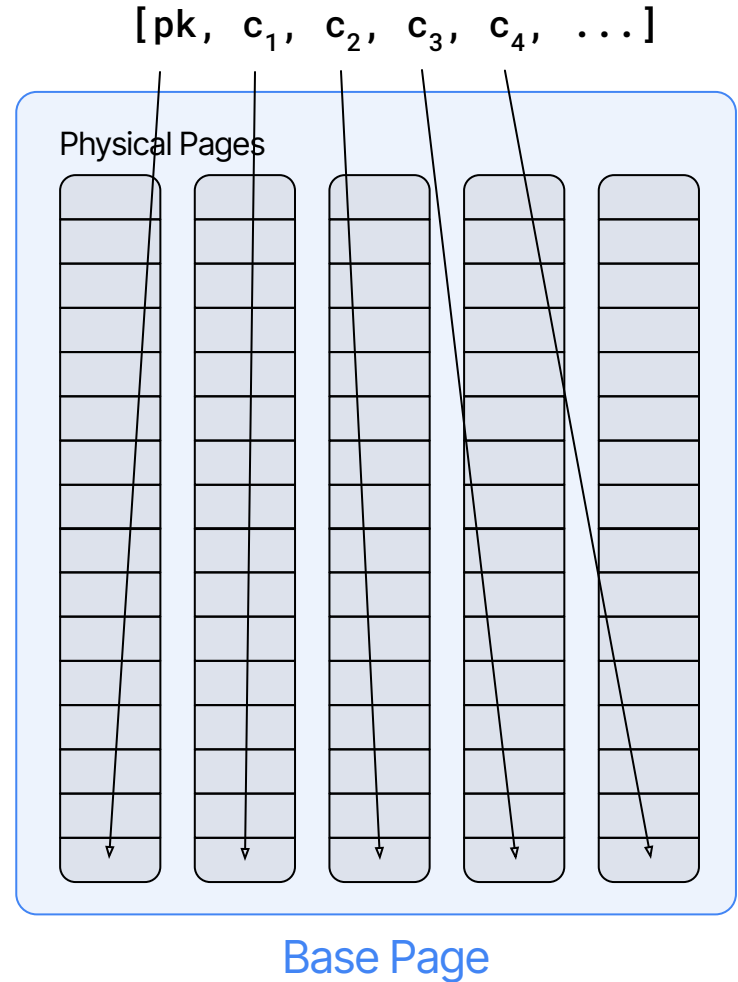 [pk, c₁, c₂, c₃, c₄, ...]
Physical Pages
Base Page